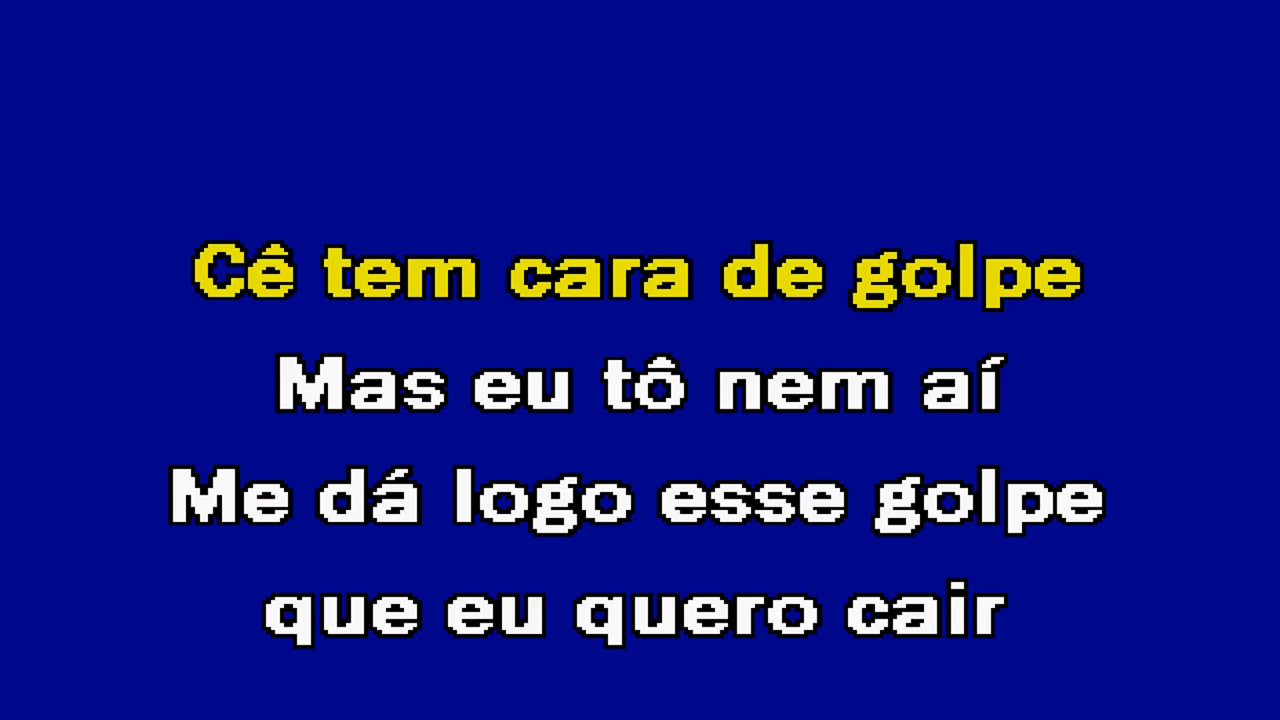 Cê tem cara de golpe
Mas eu tô nem aí
Me dá logo esse golpe
que eu quero cair